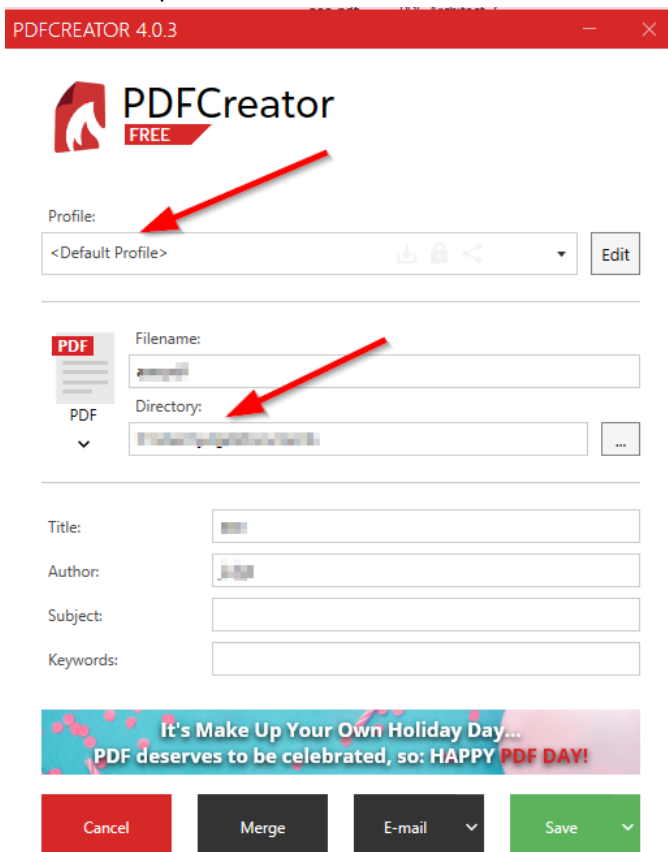 PDFCREATOR 4.0.3
PDFCreator
FREE
Profile:
<Default Profile>
Edit
PDF
Filename:
PDF
Directory:
...
Title:
Author:
Subject:
Keywords:
It's Make Up Your Own Holiday Day...
PDF deserves to be celebrated, so: HAPPY PDF DAY!
Cancel
Merge
E-mail
Save